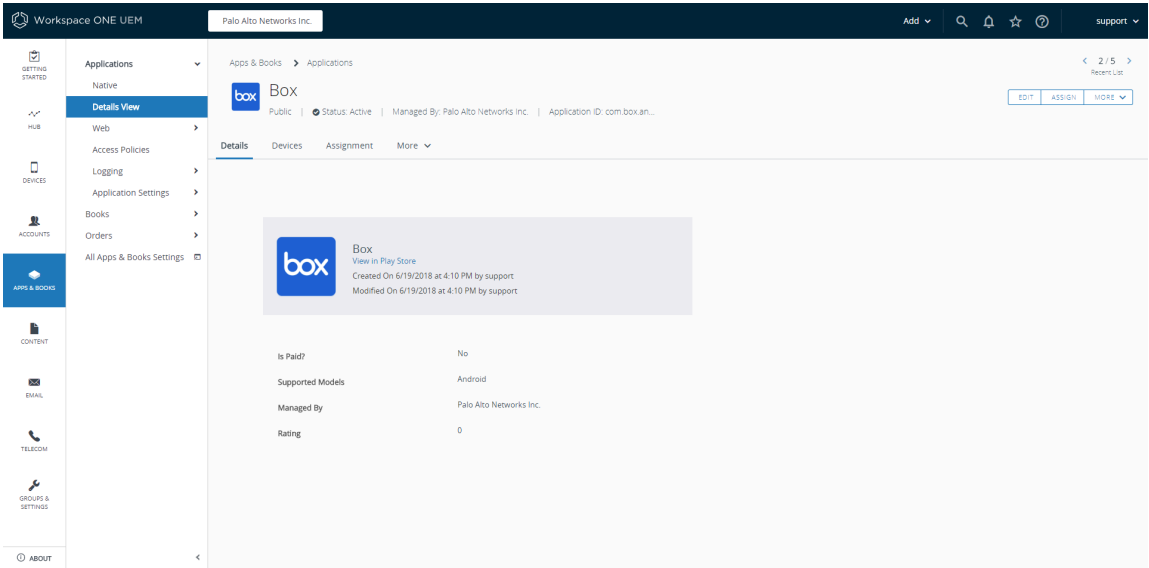 Workspace ONE UEM
Palo Alto Networks Inc.
Add
support
GETTING
STARTED
HUB
DEVICES
ACCOUNTS
APPS & BOOKS
CONTENT
EMAIL
TELECOM
GROUPS &
SETTINGS
ABOUT
Applications
Native
Details View
Web
Access Policies
Logging
Application Settings
Books
Orders
All Apps & Books Settings
Apps & Books > Applications
2 / 5
Recent List
box
Box
Public | Status: Active | Managed By: Palo Alto Networks Inc. | Application ID: com.box.an...
EDIT ASSIGN MORE
Details Devices Assignment More
box
Box
View in Play Store
Created On 6/19/2018 at 4:10 PM by support
Modified On 6/19/2018 at 4:10 PM by support
Is Paid? No
Supported Models Android
Managed By Palo Alto Networks Inc.
Rating 0